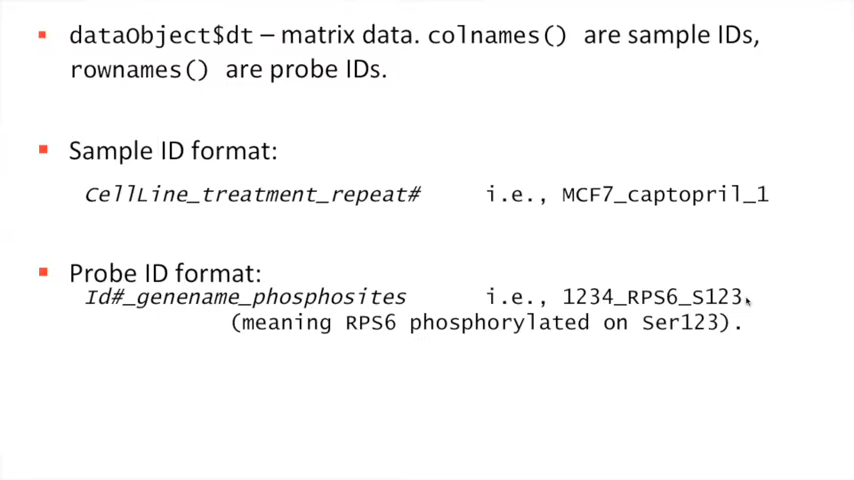 ▪ dataObject$dt – matrix data. colnames() are sample IDs,
rownames() are probe IDs.
▪ Sample ID format:
CellLine_treatment_repeat# i.e., MCF7_captopril_1
▪ Probe ID format:
Id#_genename_phosphosites i.e., 1234_RPS6_S123,
(meaning RPS6 phosphorylated on Ser123).